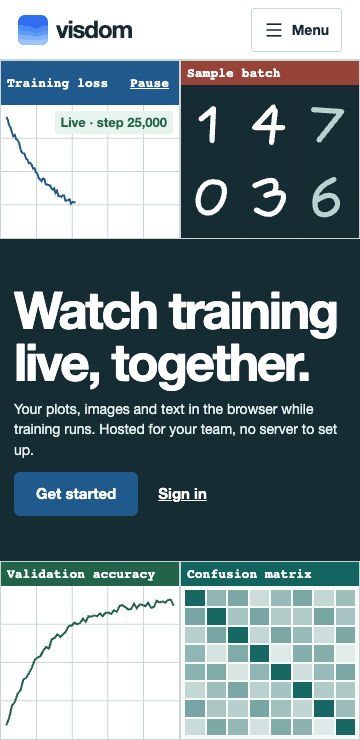 visdom
Menu
Training loss
Pause
Live · step 25,000
Sample batch
1 4 7
0 3 6
Watch training
live, together.
Your plots, images and text in the browser while
training runs. Hosted for your team, no server to set
up.
Get started
Sign in
Validation accuracy
Confusion matrix